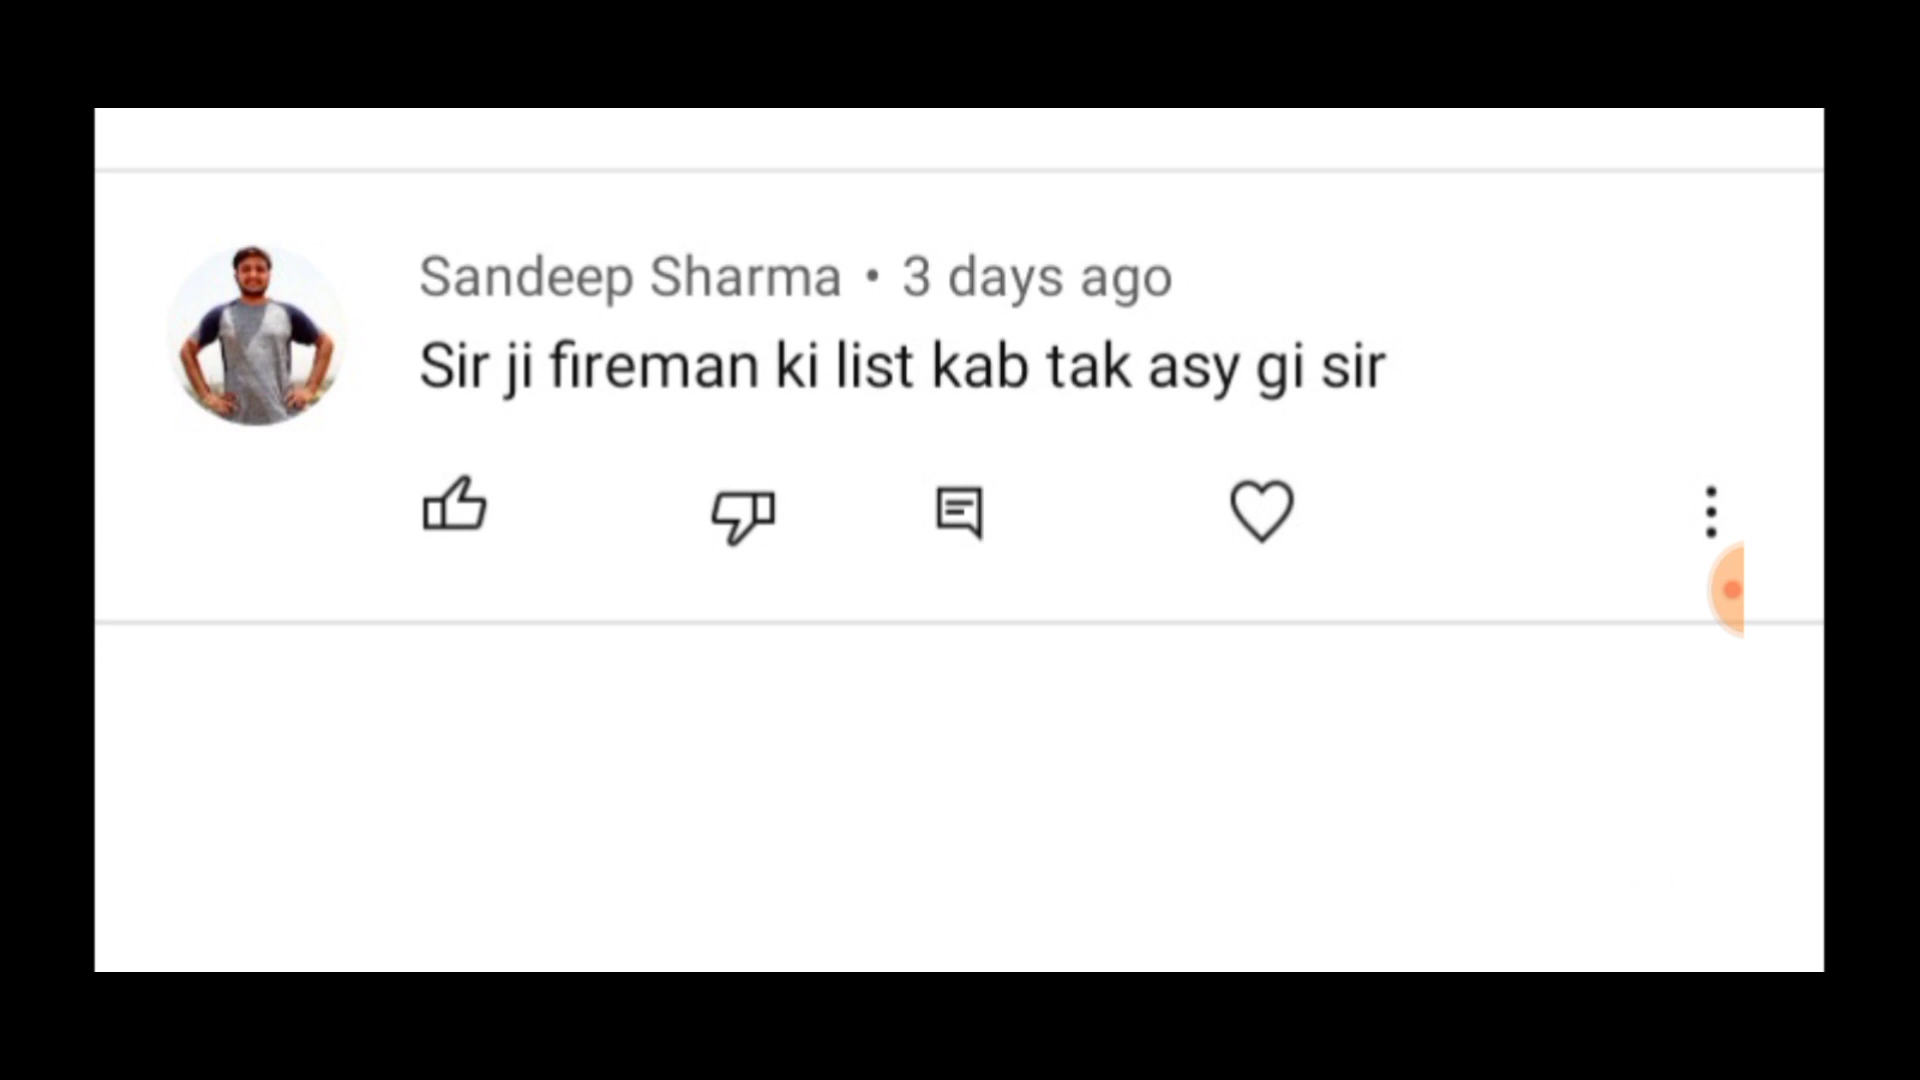 Sandeep Sharma • 3 days ago
Sir ji fireman ki list kab tak asy gi sir